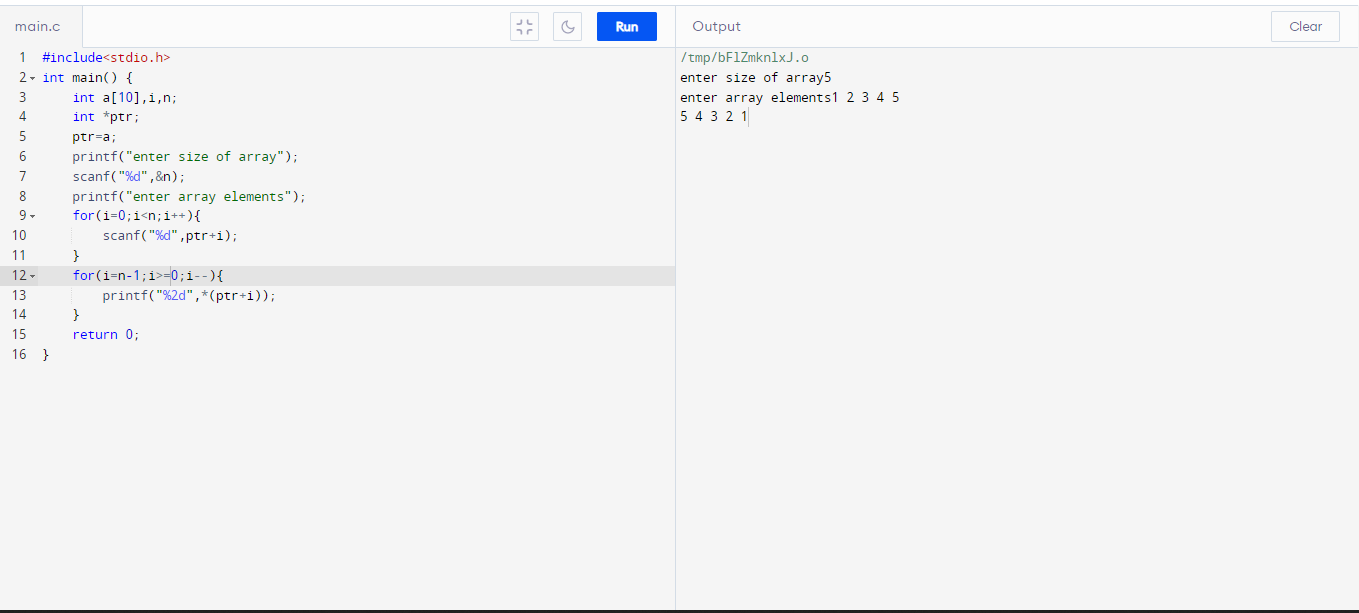 main.c
Run
1 #include<stdio.h>
2 int main() {
3     int a[10],i,n;
4     int *ptr;
5     ptr=a;
6     printf("enter size of array");
7     scanf("%d",&n);
8     printf("enter array elements");
9     for(i=0;i<n;i++){
10         scanf("%d",ptr+i);
11     }
12     for(i=n-1;i>=0;i--){
13         printf("%2d",*(ptr+i));
14     }
15     return 0;
16 }
Output
Clear
/tmp/bFlZmknlxJ.o
enter size of array5
enter array elements1 2 3 4 5
5 4 3 2 1